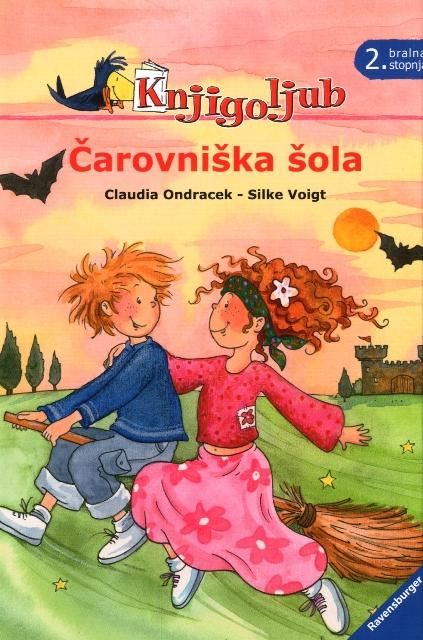 2. bralna
stopnja
Knjigoljub
Čarovniška šola
Claudia Ondracek - Silke Voigt
Ravensburger